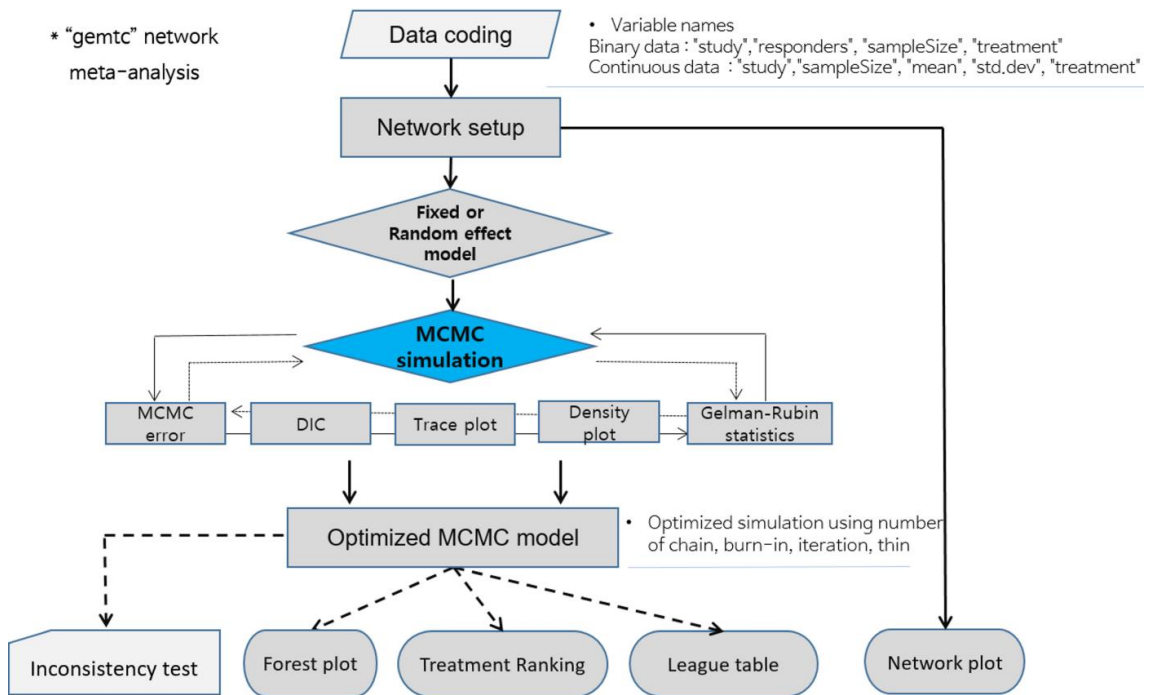 * “gemtc” network
meta-analysis
Data coding
• Variable names
Binary data : "study","responders", "sampleSize", "treatment"
Continuous data : "study","sampleSize", "mean", "std.dev", "treatment"
Network setup
Fixed or
Random effect
model
MCMC
simulation
MCMC
error
DIC
Trace plot
Density
plot
Gelman-Rubin
statistics
Optimized MCMC model
• Optimized simulation using number
of chain, burn-in, iteration, thin
Inconsistency test
Forest plot
Treatment Ranking
League table
Network plot